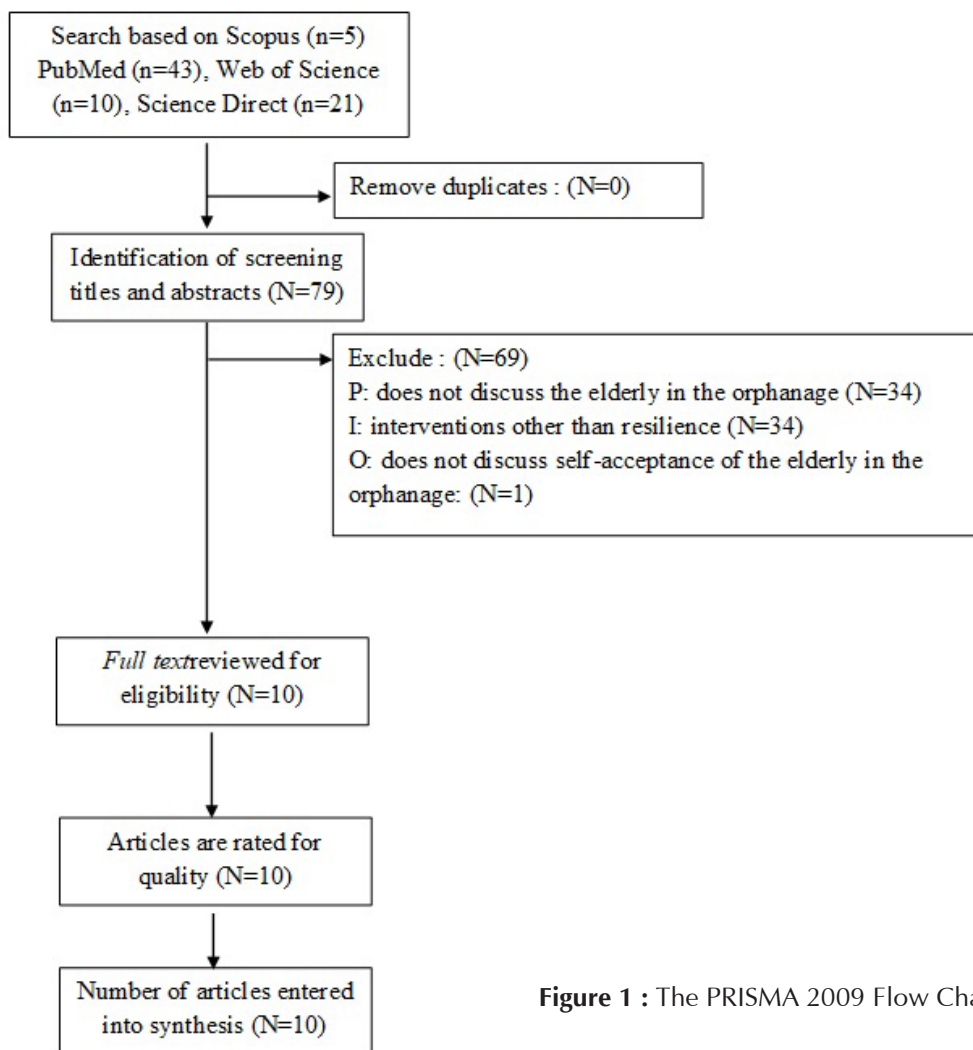 Search based on Scopus (n=5)
PubMed (n=43), Web of Science
(n=10), Science Direct (n=21)
Remove duplicates : (N=0)
Identification of screening
titles and abstracts (N=79)
Exclude : (N=69)
P: does not discuss the elderly in the orphanage (N=34)
I: interventions other than resilience (N=34)
O: does not discuss self-acceptance of the elderly in the
orphanage: (N=1)
Full textreviewed for
eligibility (N=10)
Articles are rated for
quality (N=10)
Number of articles entered
into synthesis (N=10)
Figure 1 : The PRISMA 2009 Flow